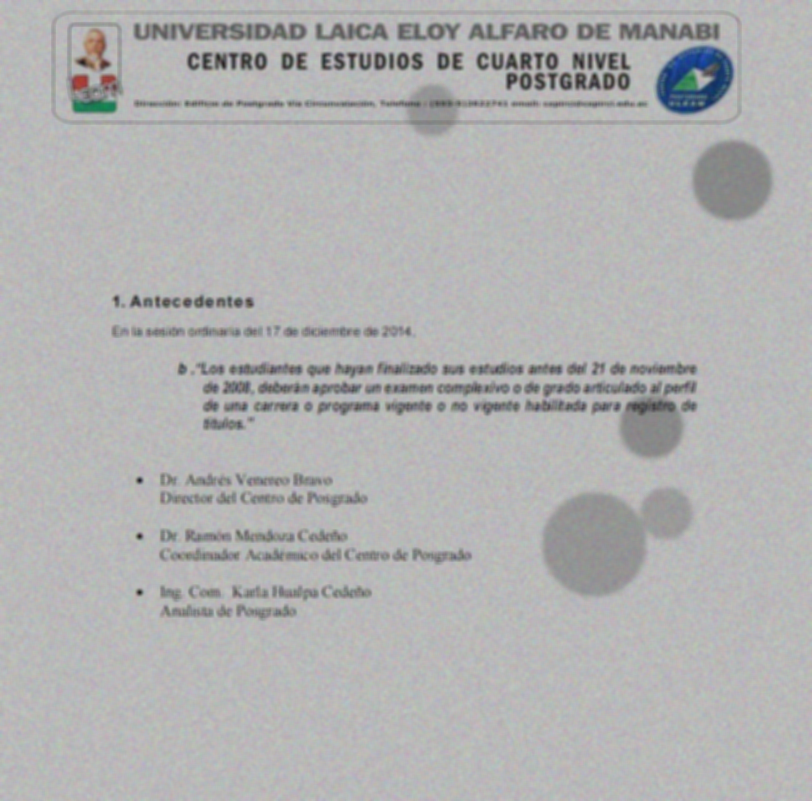 UNIVERSIDAD LAICA ELOY ALFARO DE MANABI
CENTRO DE ESTUDIOS DE CUARTO NIVEL
POSTGRADO
Dirección: Edificio de Postgrado Vía Circunvalación, Telefono
1. Antecedentes
En la sesión ordinaria del 17 de diciembre de 2014.
b ."Los estudiantes que hayan finalizado sus estudios antes del 21 de noviembre
de 2008, deberán aprobar un examen complexivo o de grado articulado al perfil
de una carrera o programa vigente o no vigente habilitada para registro de
títulos."
• Dr. Andrés Venereo Bravo
Director del Centro de Posgrado
• Dr. Ramón Mendoza Cedeño
Coordinador Académico del Centro de Posgrado
• Ing. Com. Karla Hualpa Cedeño
Analista de Posgrado